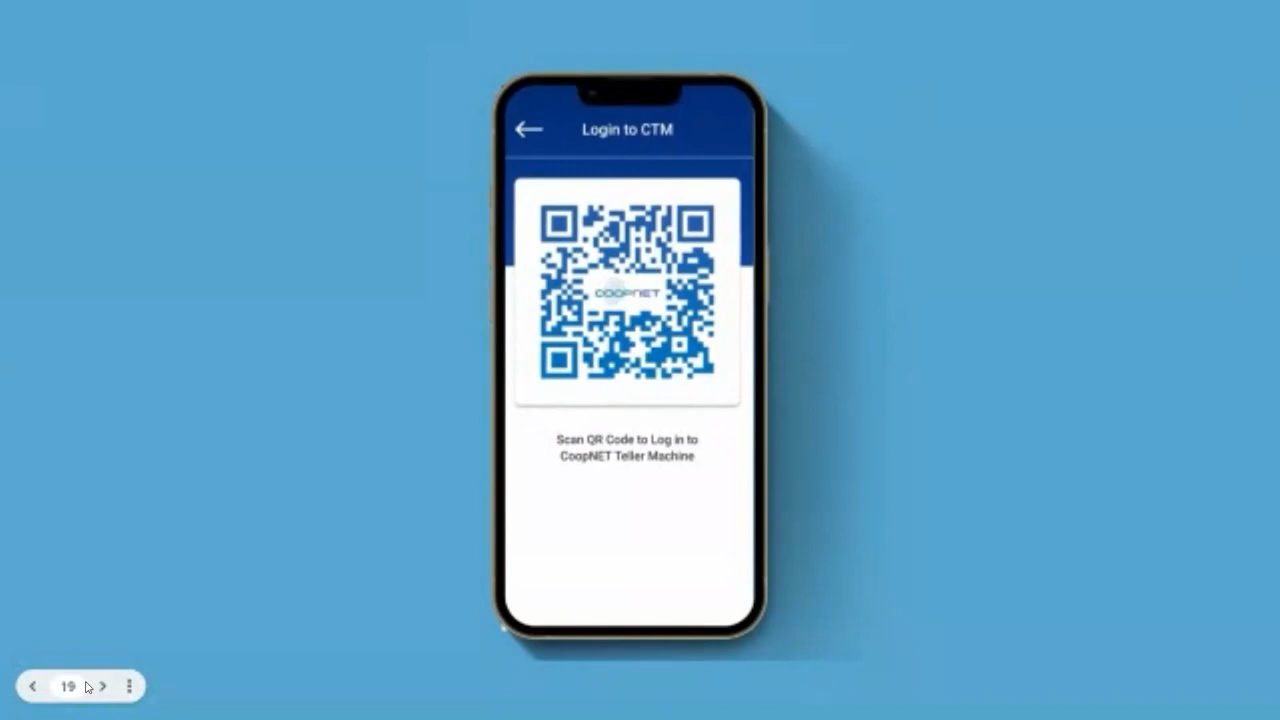 Login to CTM
COOPNET
Scan QR Code to Log in to
CoopNET Teller Machine
19